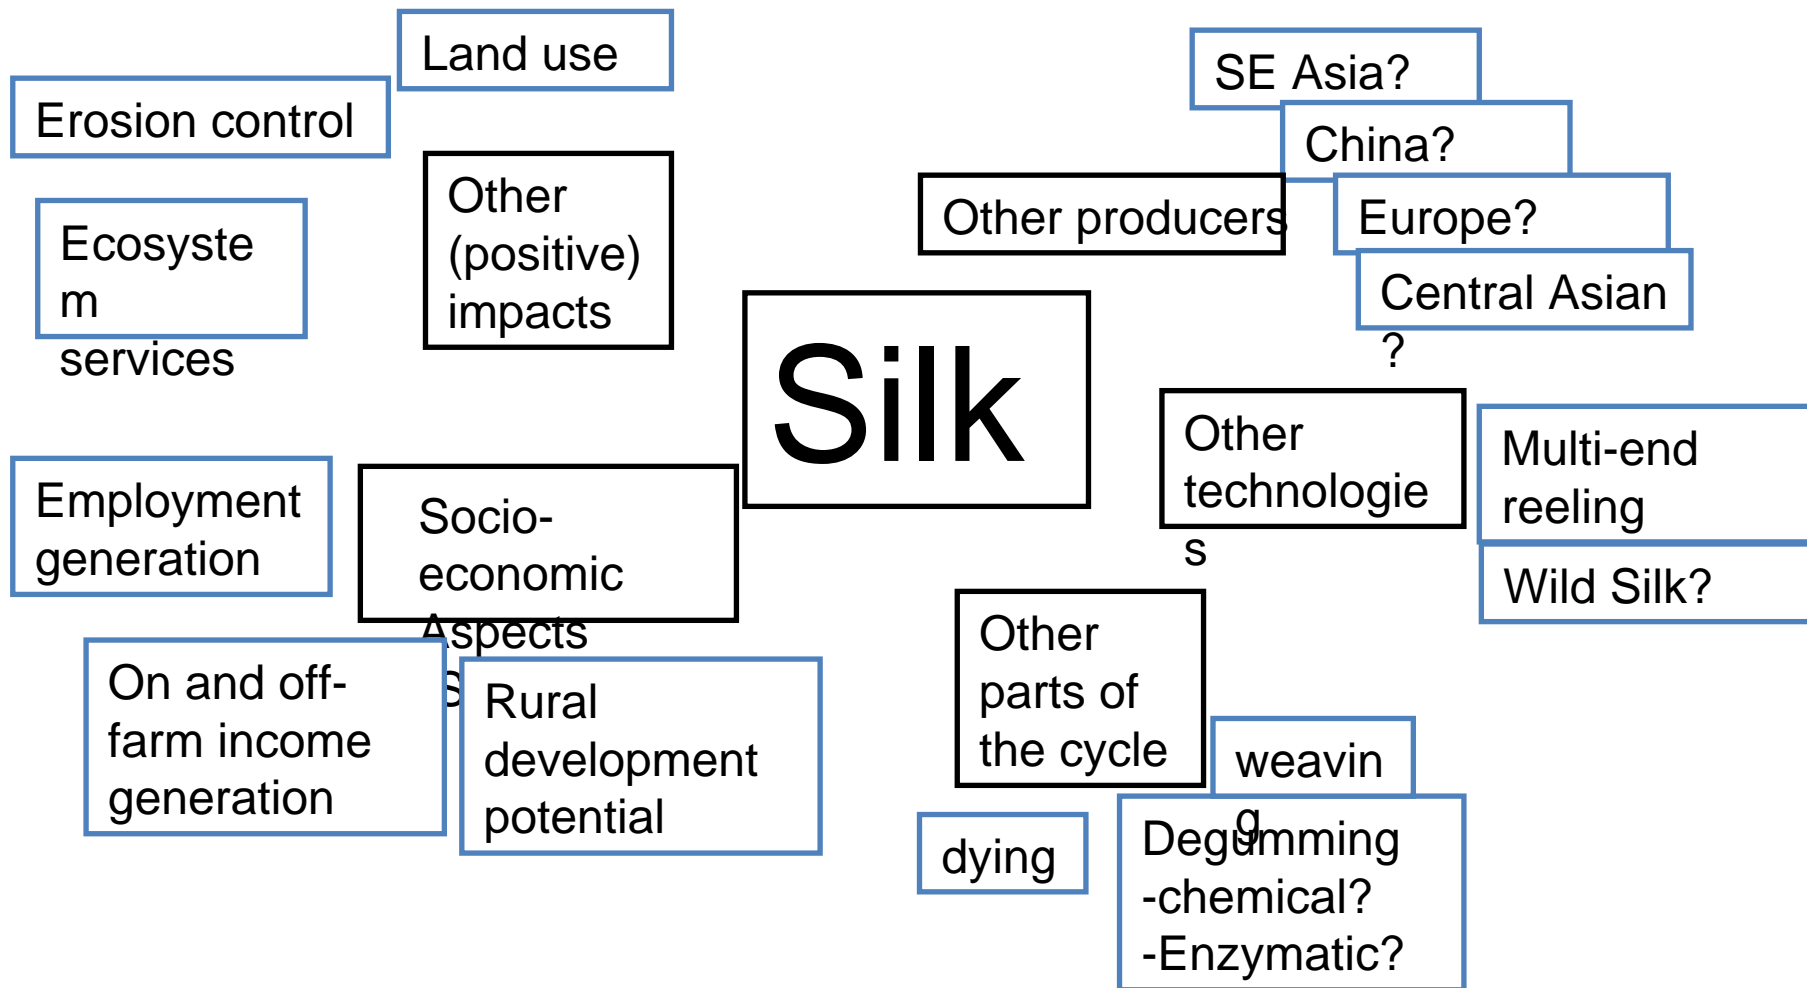 Land use
Erosion control
Ecosyste
m
services
Other
(positive)
impacts
SE Asia?
China?
Other producers
Europe?
Central Asian
?
Silk
Other
technologie
s
Multi-end
reeling
Wild Silk?
Employment
generation
Socio-
economic
Aspects
On and off-
farm income
generation
Rural
development
potential
Other
parts of
the cycle
weavin
g
dying
Degumming
-chemical?
-Enzymatic?